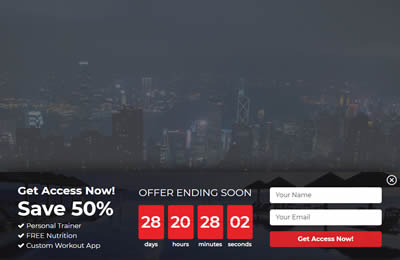 Get Access Now!
Save 50%
Personal Trainer
FREE Nutrition
Custom Workout App
OFFER ENDING SOON
28 20 28 02
days hours minutes seconds
Your Name
Your Email
Get Access Now!